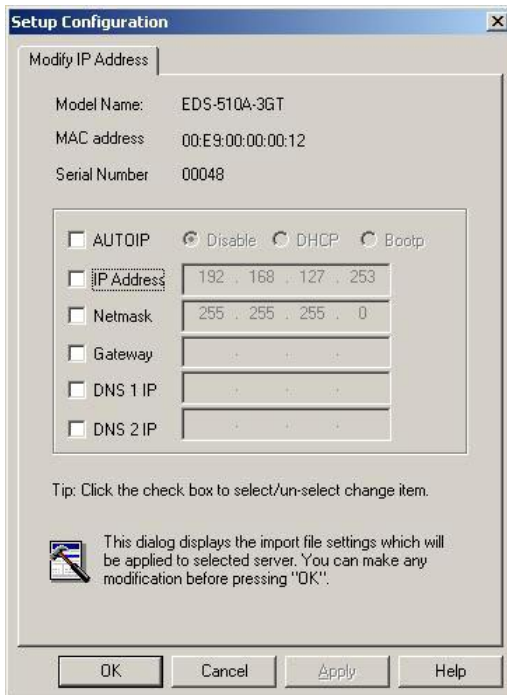 Setup Configuration
Modify IP Address
Model Name: EDS-510A-3GT
MAC address 00:E9:00:00:00:12
Serial Number 00048
AUTOIP Disable DHCP Bootp
IP Address 192 . 168 . 127 . 253
Netmask 255 . 255 . 255 . 0
Gateway . . .
DNS 1 IP . . .
DNS 2 IP . . .
Tip: Click the check box to select/un-select change item.
This dialog displays the import file settings which will
be applied to selected server. You can make any
modification before pressing "OK".
OK Cancel Apply Help